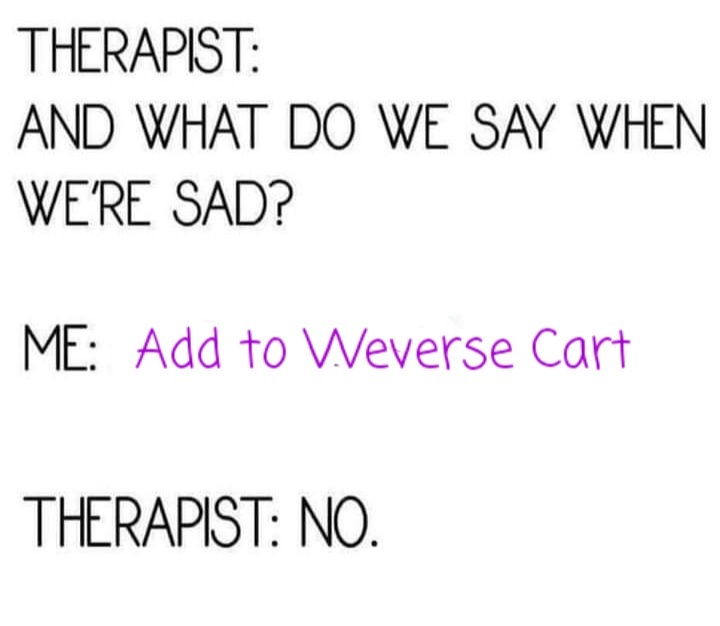 THERAPIST:
AND WHAT DO WE SAY WHEN
WE'RE SAD?
ME: Add to Weverse Cart
THERAPIST: NO.